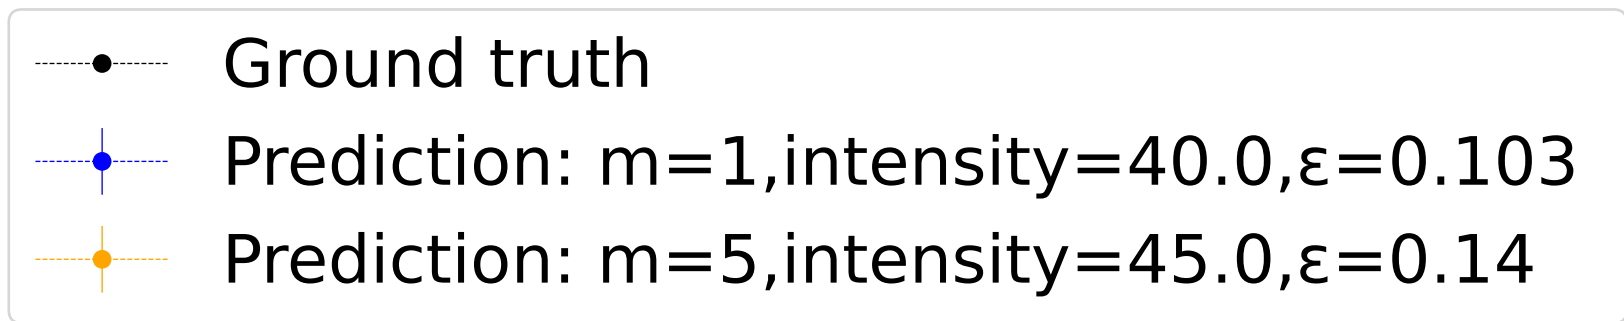 Ground truth
Prediction: m=1,intensity=40.0,ε=0.103
Prediction: m=5,intensity=45.0,ε=0.14